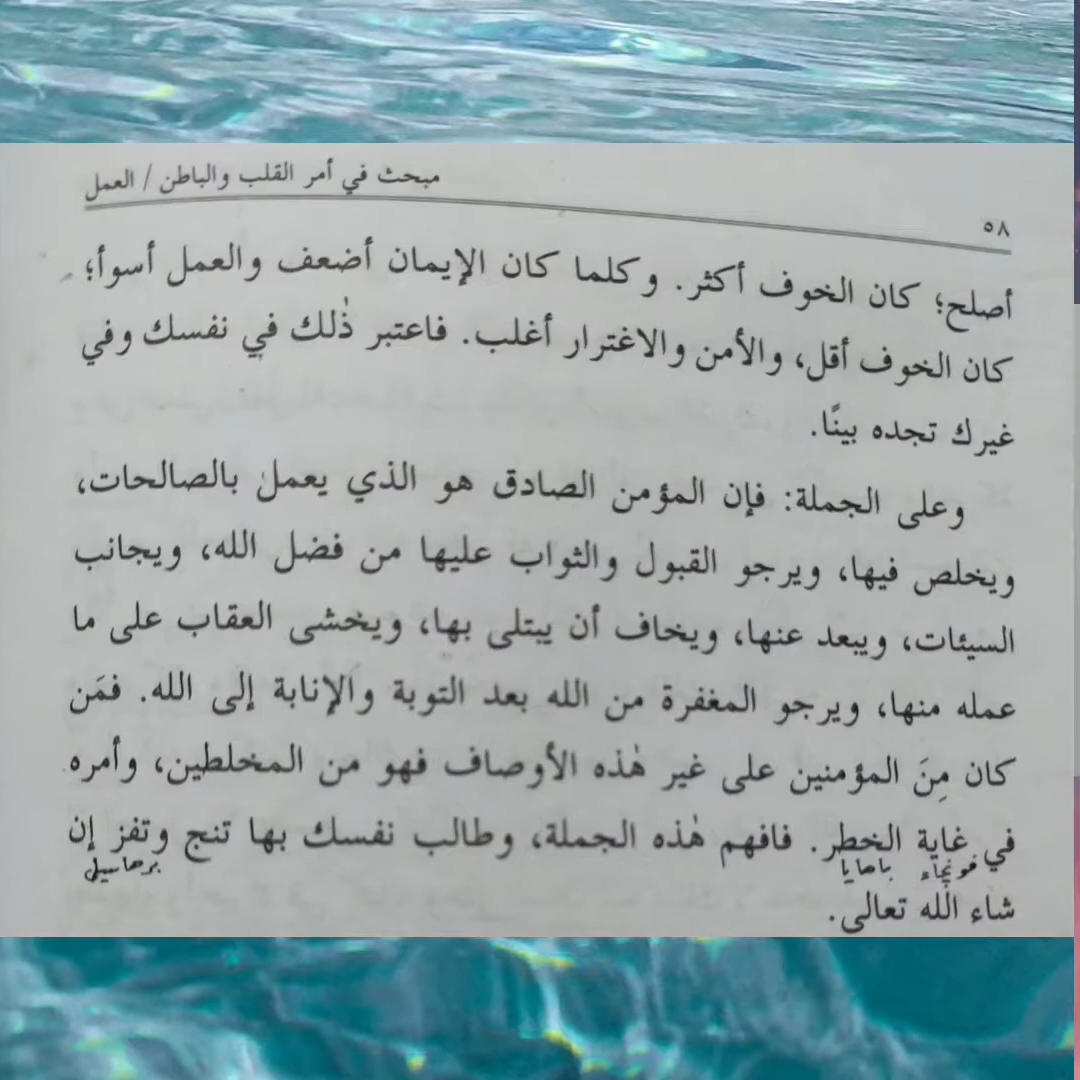 مبحث في أمر القلب والباطن / العمل
٥٨
أصلح؛ كان الخوف أكثر. وكلما كان الإيمان أضعف والعمل أسوأ؛
كان الخوف أقل، والأمن والاغترار أغلب. فاعتبر ذٰلك في نفسك وفي
غيرك تجده بينًا.
وعلى الجملة: فإن المؤمن الصادق هو الذي يعمل بالصالحات،
ويخلص فيها، ويرجو القبول والثواب عليها من فضل الله، ويجانب
السيئات، ويبعد عنها، ويخاف أن يبتلى بها، ويخشى العقاب على ما
عمله منها، ويرجو المغفرة من الله بعد التوبة والإنابة إلى الله. فمَن
كان مِنَ المؤمنين على غير هٰذه الأوصاف فهو من المخلطين، وأمره
في غاية الخطر. فافهم هٰذه الجملة، وطالب نفسك بها تنج وتفز إن
باهايا برهاسيل
شاء الله تعالى.